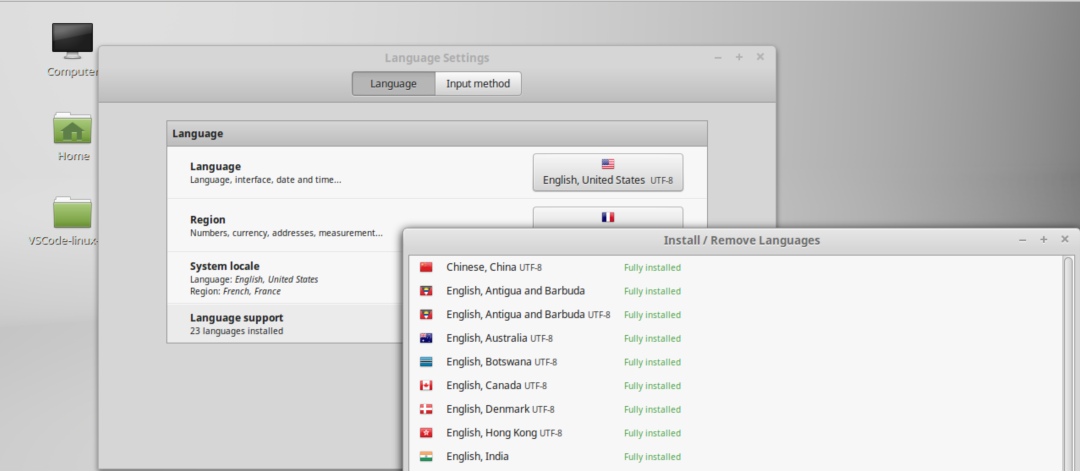 Computer
Home
VSCode-linux-
Language Settings
Language
Input method
Language
Language
Language, interface, date and time...
English, United States UTF-8
Region
Numbers, currency, addresses, measurement...
System locale
Language: English, United States
Region: French, France
Language support
23 languages installed
Install / Remove Languages
Chinese, China UTF-8 Fully installed
English, Antigua and Barbuda Fully installed
English, Antigua and Barbuda UTF-8 Fully installed
English, Australia UTF-8 Fully installed
English, Botswana UTF-8 Fully installed
English, Canada UTF-8 Fully installed
English, Denmark UTF-8 Fully installed
English, Hong Kong UTF-8 Fully installed
English, India Fully installed